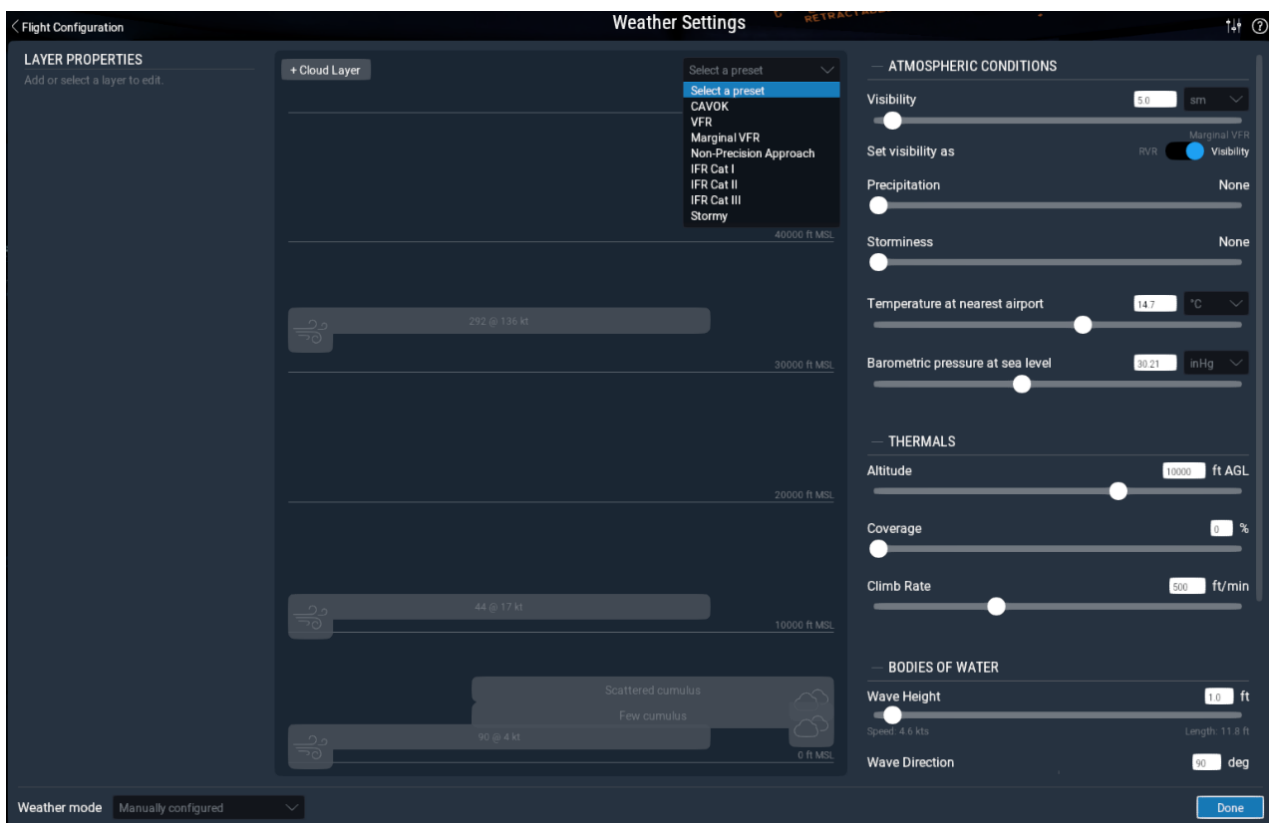 Flight Configuration
Weather Settings
RETRACTABLE
LAYER PROPERTIES
Add or select a layer to edit.
+ Cloud Layer
Select a preset
Select a preset
CAVOK
VFR
Marginal VFR
Non-Precision Approach
IFR Cat I
IFR Cat II
IFR Cat III
Stormy
40000 ft MSL
292 @ 136 kt
30000 ft MSL
20000 ft MSL
44 @ 17 kt
10000 ft MSL
Scattered cumulus
Few cumulus
90 @ 4 kt
0 ft MSL
— ATMOSPHERIC CONDITIONS
Visibility 5.0 sm
Marginal VFR
Set visibility as RVR Visibility
Precipitation None
Storminess None
Temperature at nearest airport 14.7 °C
Barometric pressure at sea level 30.21 inHg
— THERMALS
Altitude 10000 ft AGL
Coverage 0 %
Climb Rate 500 ft/min
— BODIES OF WATER
Wave Height 1.0 ft
Speed: 4.6 kts Length: 11.8 ft
Wave Direction 90 deg
Weather mode Manually configured
Done